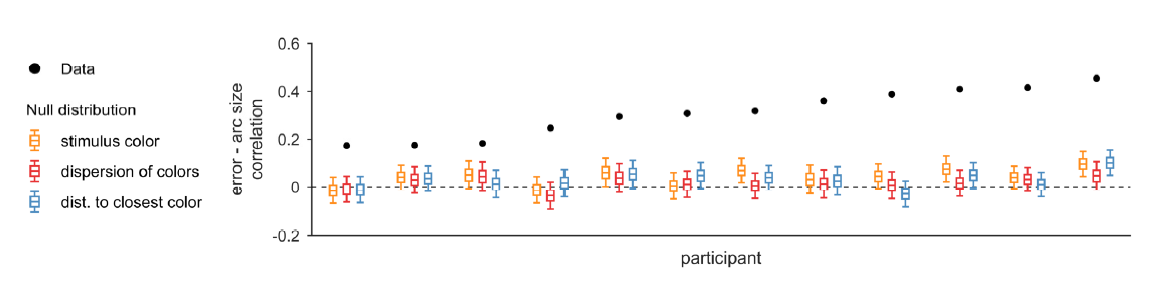 Data
Null distribution
stimulus color
dispersion of colors
dist. to closest color
error - arc size
correlation
0.6
0.4
0.2
0
-0.2
participant